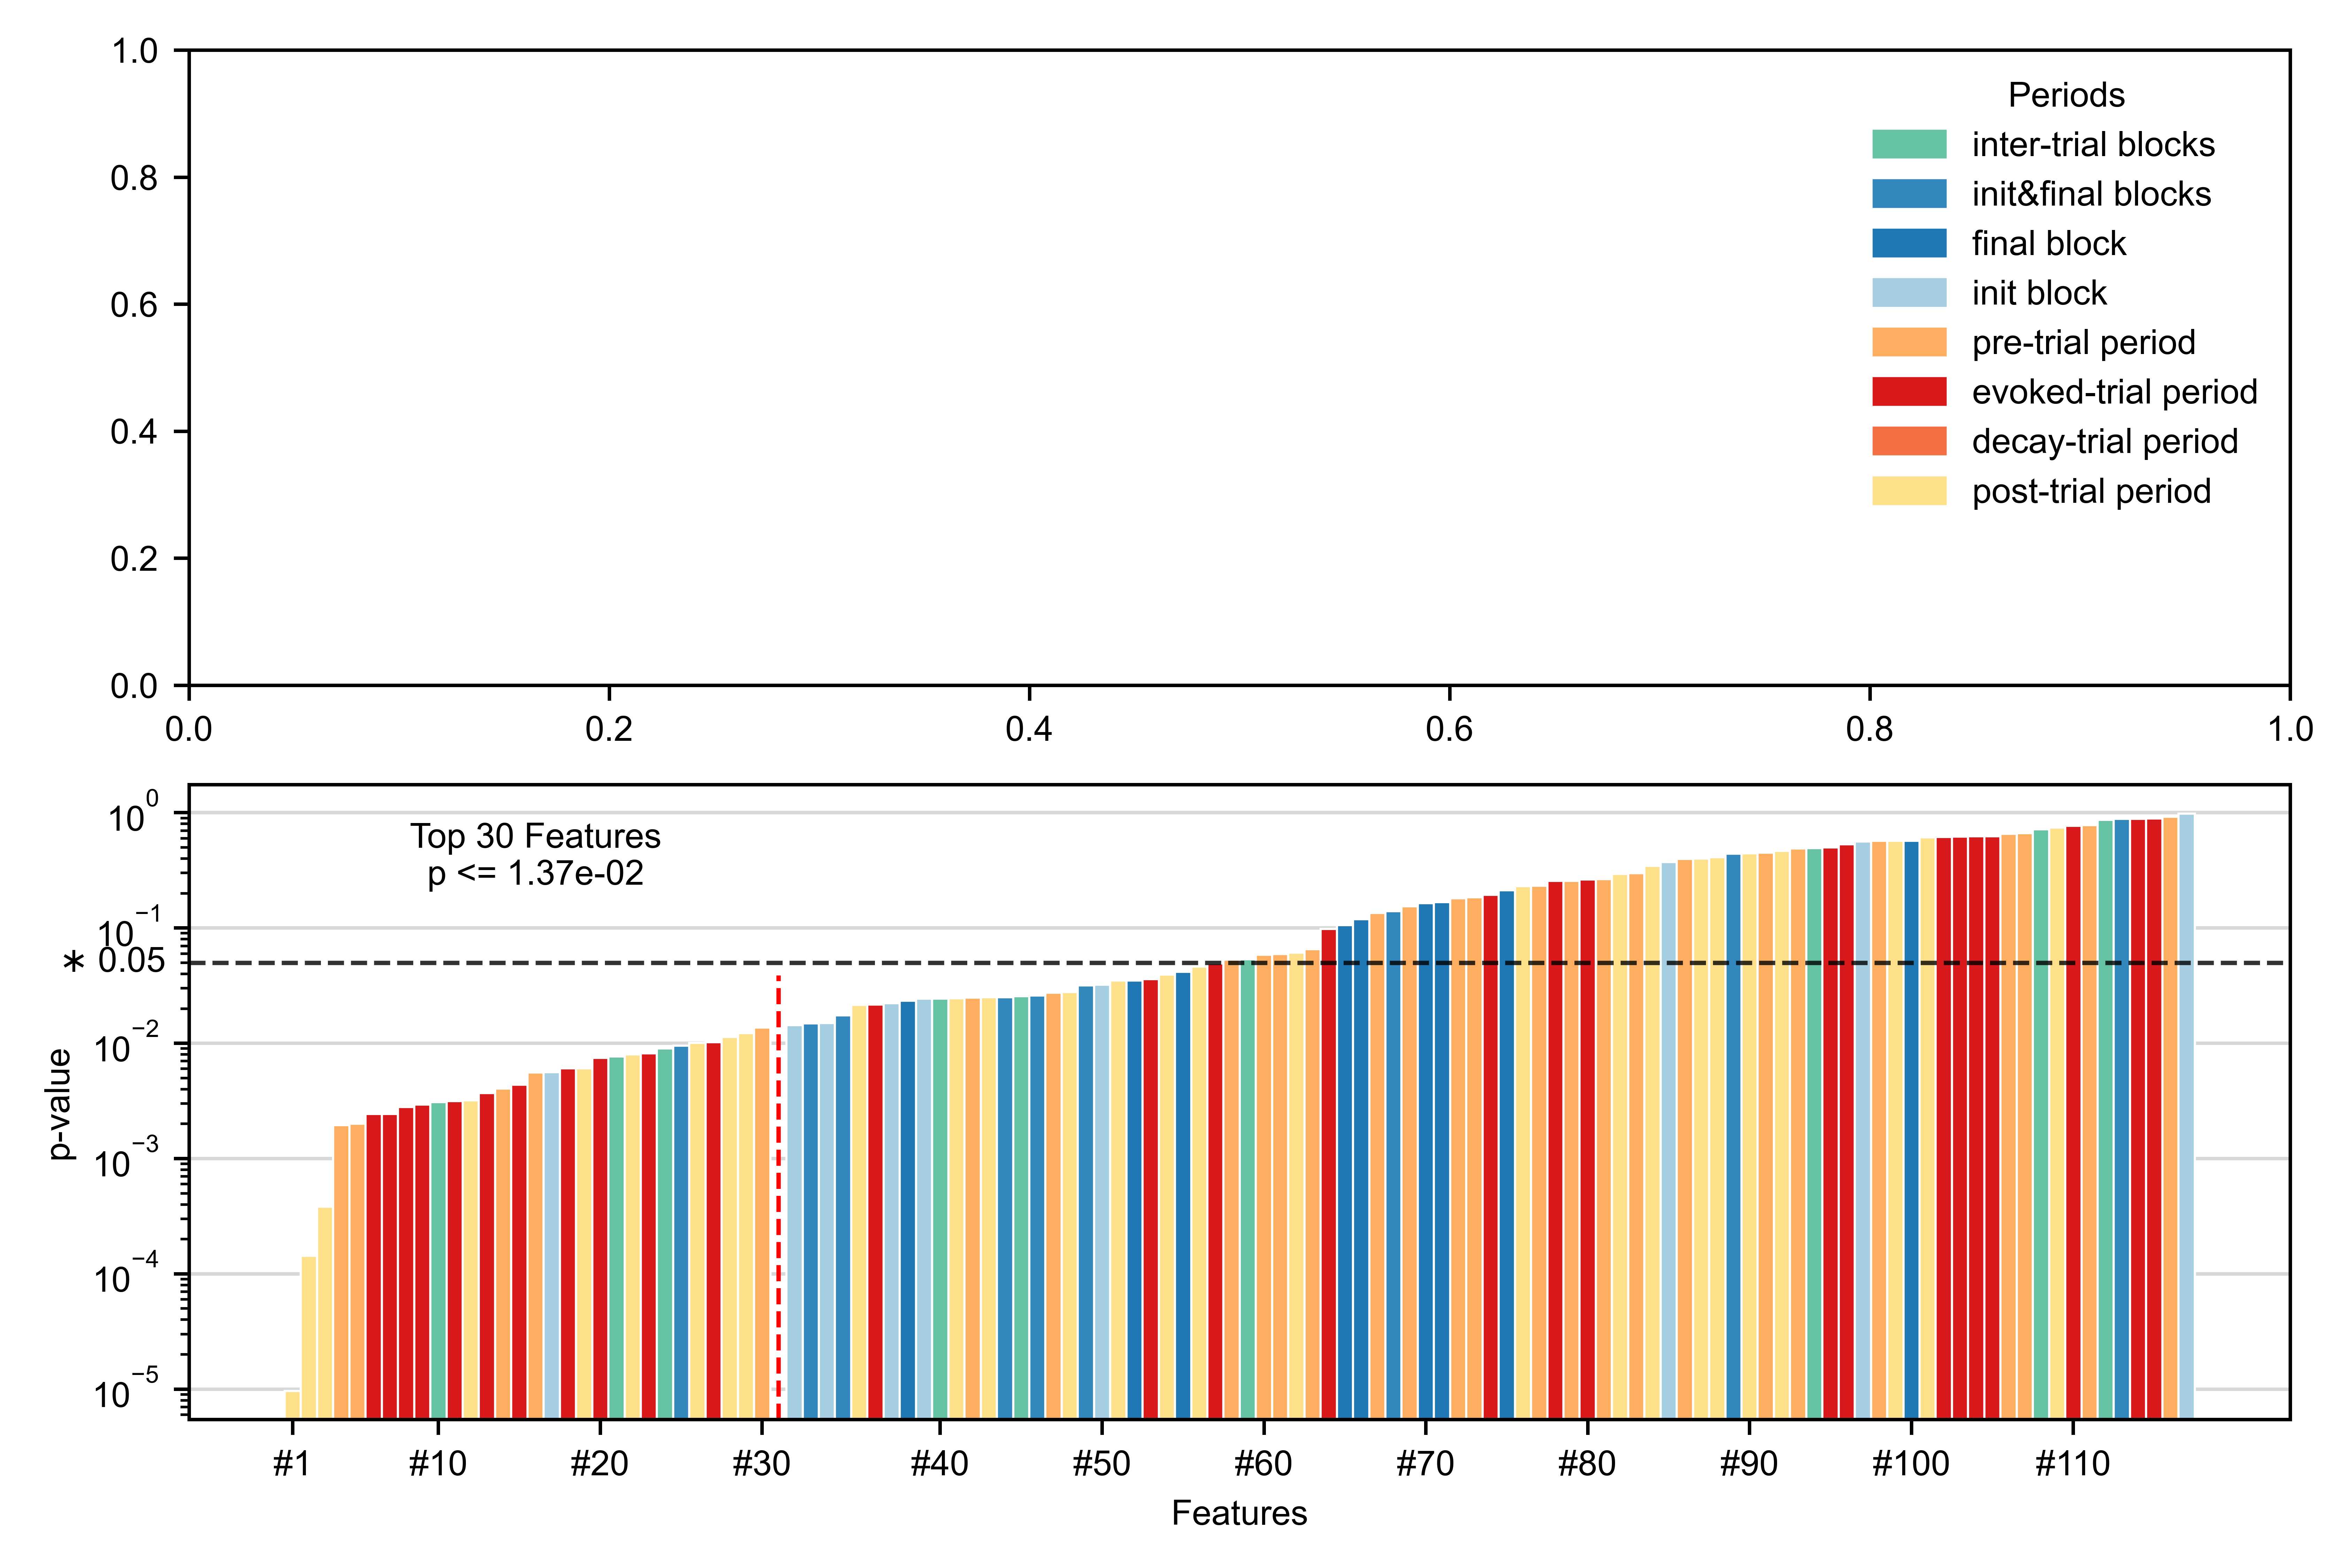 1.0
0.8
0.6
0.4
0.2
0.0
0.0 0.2 0.4 0.6 0.8 1.0
Periods
inter-trial blocks
init&final blocks
final block
init block
pre-trial period
evoked-trial period
decay-trial period
post-trial period
Top 30 Features
p <= 1.37e-02
10⁰
10⁻¹
* 0.05
10⁻²
10⁻³
10⁻⁴
10⁻⁵
p-value
#1 #10 #20 #30 #40 #50 #60 #70 #80 #90 #100 #110
Features